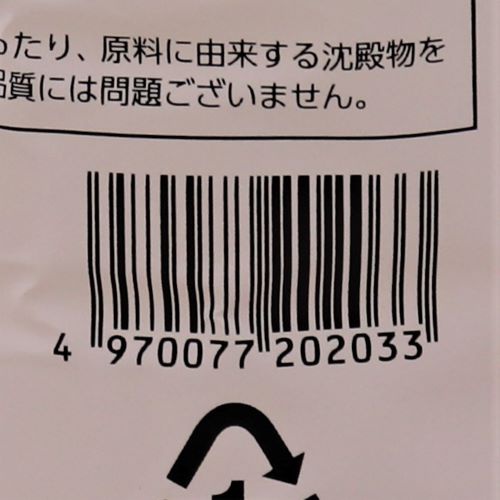 ったり、原料に由来する沈殿物を
品質には問題ございません。
4 970077 202033
1